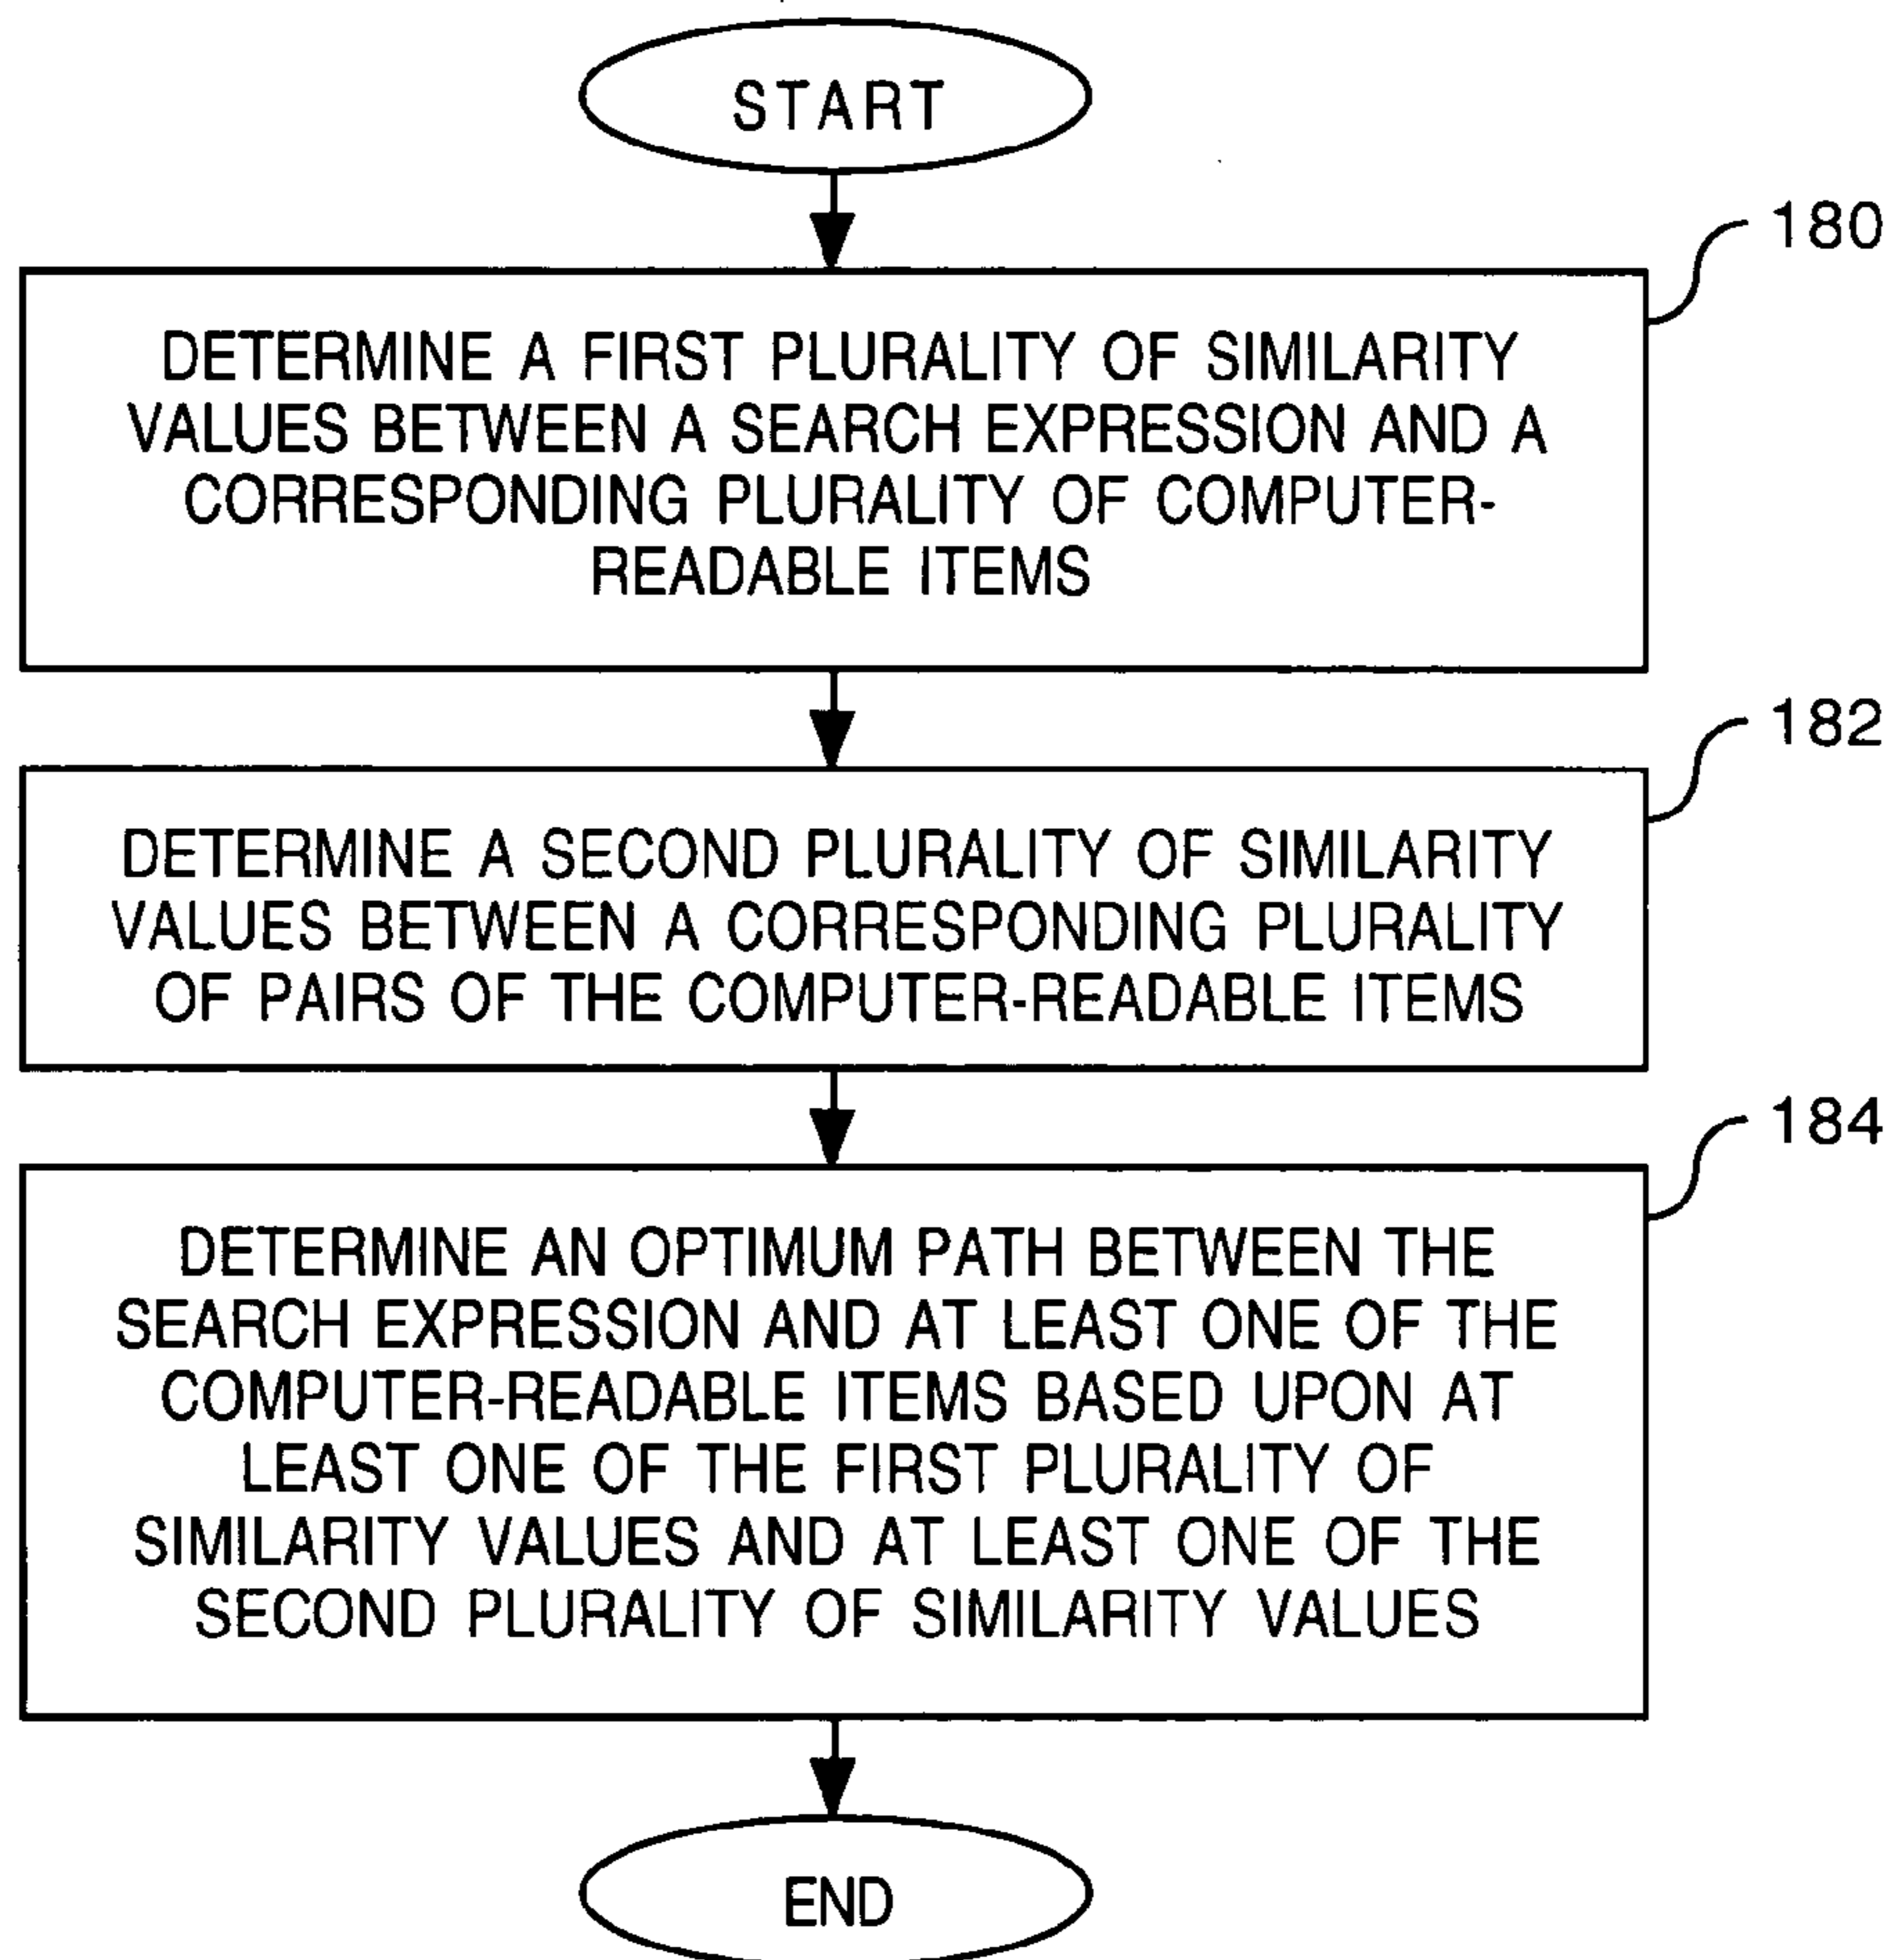 START
180
DETERMINE A FIRST PLURALITY OF SIMILARITY
VALUES BETWEEN A SEARCH EXPRESSION AND A
CORRESPONDING PLURALITY OF COMPUTER-
READABLE ITEMS
182
DETERMINE A SECOND PLURALITY OF SIMILARITY
VALUES BETWEEN A CORRESPONDING PLURALITY
OF PAIRS OF THE COMPUTER-READABLE ITEMS
184
DETERMINE AN OPTIMUM PATH BETWEEN THE
SEARCH EXPRESSION AND AT LEAST ONE OF THE
COMPUTER-READABLE ITEMS BASED UPON AT
LEAST ONE OF THE FIRST PLURALITY OF
SIMILARITY VALUES AND AT LEAST ONE OF THE
SECOND PLURALITY OF SIMILARITY VALUES
END